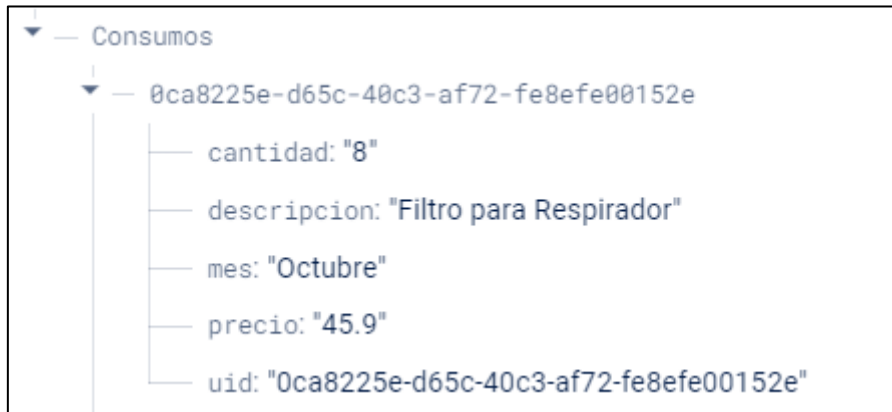 Consumos
0ca8225e-d65c-40c3-af72-fe8efe00152e
cantidad: "8"
descripcion: "Filtro para Respirador"
mes: "Octubre"
precio: "45.9"
uid: "0ca8225e-d65c-40c3-af72-fe8efe00152e"